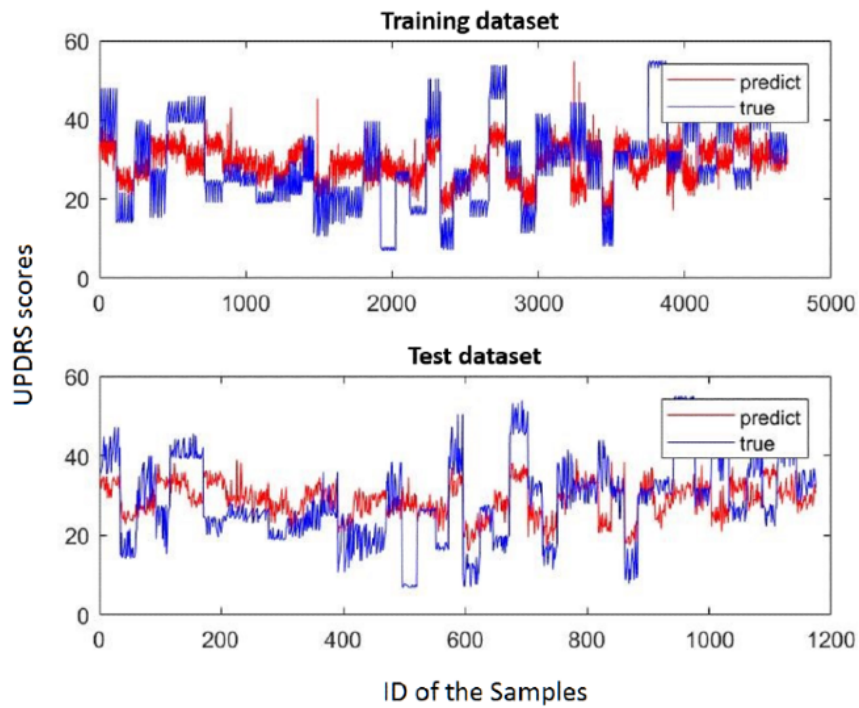 Training dataset
60
40
20
0
predict
true
0 1000 2000 3000 4000 5000
UPDRS scores
Test dataset
60
40
20
0
predict
true
0 200 400 600 800 1000 1200
ID of the Samples